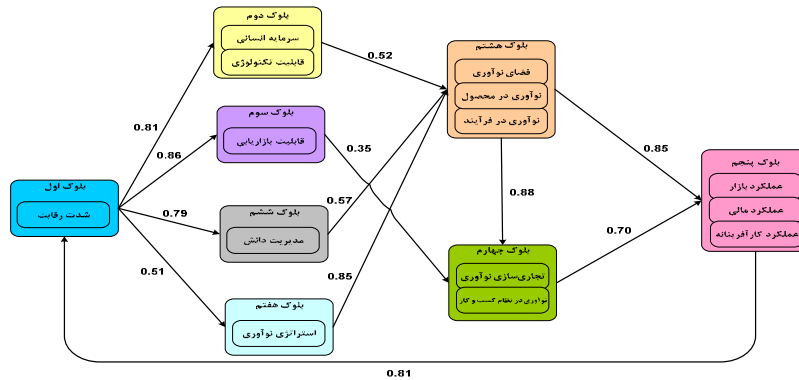 بلوک دوم
سرمایه انسانی
قابلیت تکنولوژی
بلوک هشتم
فضای نوآوری
نوآوری در محصول
نوآوری در فرآیند
0.52
0.81
بلوک سوم
قابلیت بازاریابی
0.86
0.35
0.85
بلوک پنجم
عملکرد بازار
عملکرد مالی
عملکرد کارآفرینانه
بلوک اول
شدت رقابت
0.79
بلوک ششم
مدیریت دانش
0.57
0.88
0.70
0.51
0.85
بلوک چهارم
تجاری‌سازی نوآوری
نوآوری در نظام کسب و کار
بلوک هفتم
استراتژی نوآوری
0.81